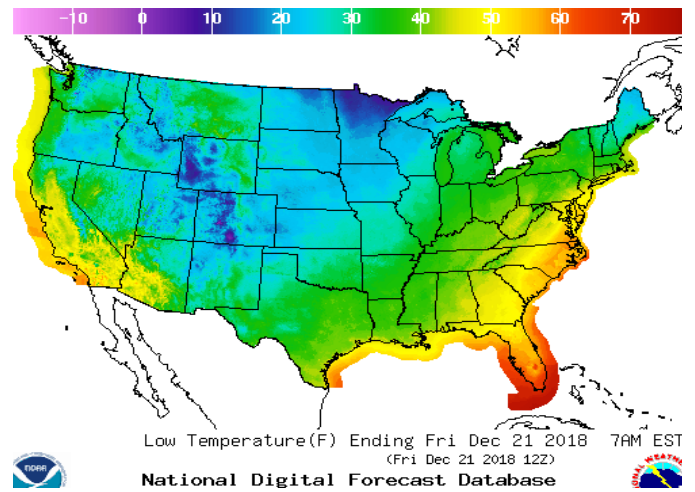 -10 0 10 20 30 40 50 60 70
Low Temperature(F) Ending Fri Dec 21 2018 7AM EST
(Fri Dec 21 2018 12Z)
National Digital Forecast Database
noaa